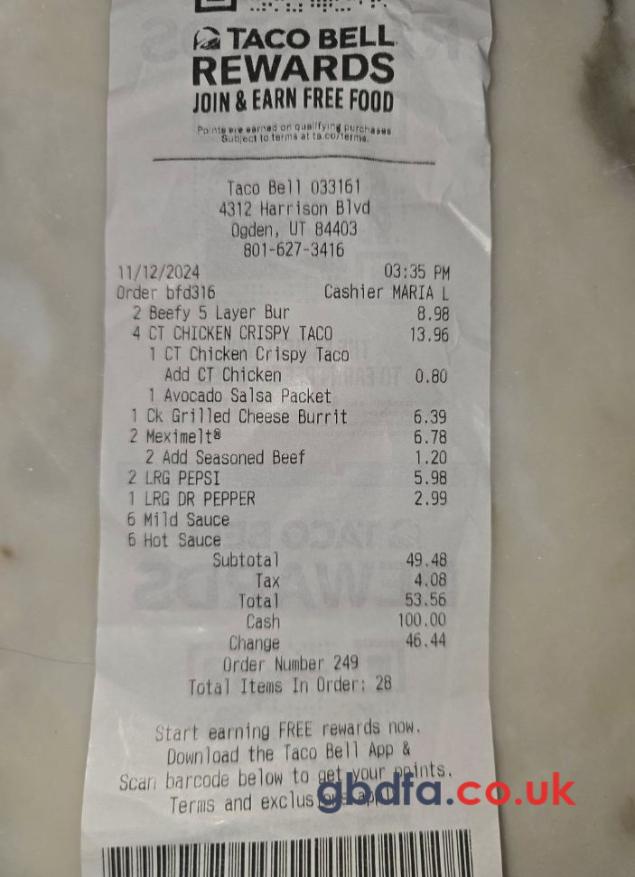 TACO BELL
REWARDS
JOIN & EARN FREE FOOD
Points are earned on qualifying purchases
Subject to terms at ta.co/terms.
Taco Bell 033161
4312 Harrison Blvd
Ogden, UT 84403
801-627-3416
11/12/2024 03:35 PM
Order bfd316 Cashier MARIA L
2 Beefy 5 Layer Bur 8.98
4 CT CHICKEN CRISPY TACO 13.96
1 CT Chicken Crispy Taco
Add CT Chicken 0.80
1 Avocado Salsa Packet
1 Ck Grilled Cheese Burrit 6.39
2 Meximelt® 6.78
2 Add Seasoned Beef 1.20
2 LRG PEPSI 5.98
1 LRG DR PEPPER 2.99
6 Mild Sauce
6 Hot Sauce
Subtotal 49.48
Tax 4.08
Total 53.56
Cash 100.00
Change 46.44
Order Number 249
Total Items In Order: 28
Start earning FREE rewards now.
Download the Taco Bell App &
Scan barcode below to get your points.
Terms and
gbdfa.co.uk